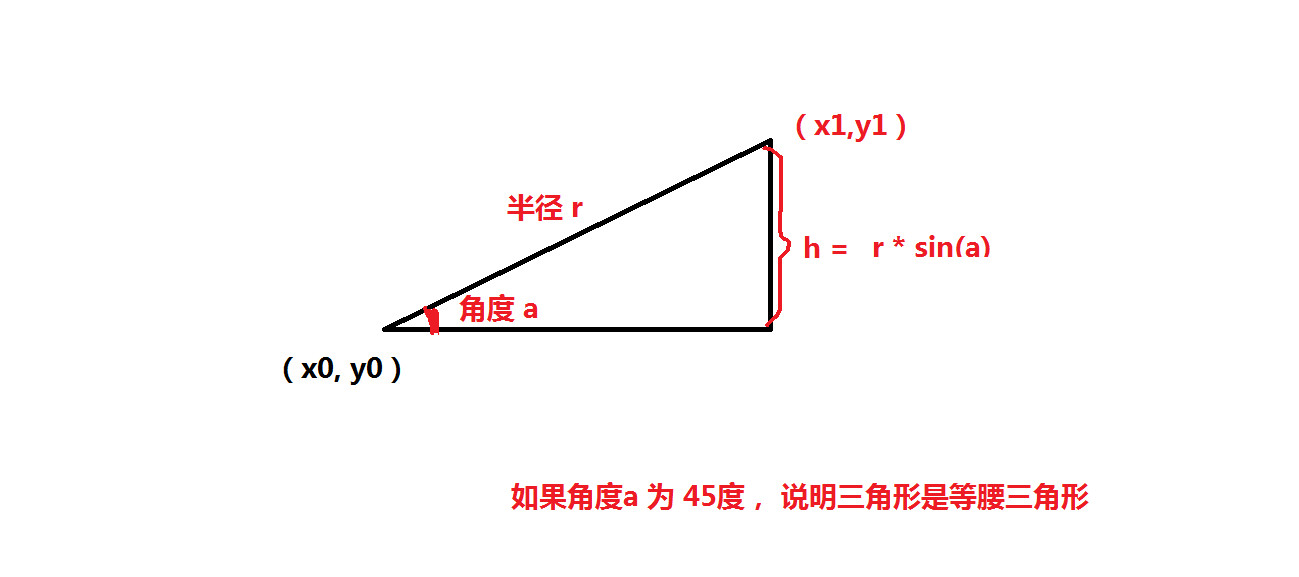 （x1,y1）
半径 r
h = r * sin(a)
角度 a
（x0, y0）
如果角度a 为 45度， 说明三角形是等腰三角形